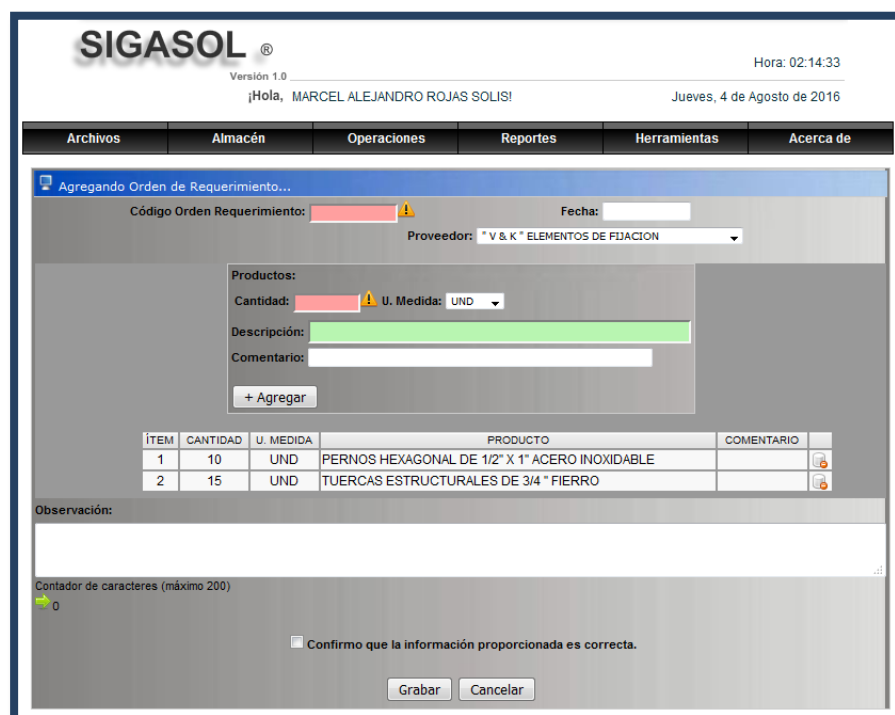 SIGASOL ®
Versión 1.0
Hora: 02:14:33
¡Hola, MARCEL ALEJANDRO ROJAS SOLIS!
Jueves, 4 de Agosto de 2016
Archivos Almacén Operaciones Reportes Herramientas Acerca de
Agregando Orden de Requerimiento...
Código Orden Requerimiento: Fecha:
Proveedor: " V & K " ELEMENTOS DE FIJACION
Productos:
Cantidad: U. Medida: UND
Descripción:
Comentario:
+ Agregar
ÍTEM CANTIDAD U. MEDIDA PRODUCTO COMENTARIO
1 10 UND PERNOS HEXAGONAL DE 1/2" X 1" ACERO INOXIDABLE
2 15 UND TUERCAS ESTRUCTURALES DE 3/4 " FIERRO
Observación:
Contador de caracteres (máximo 200)
0
Confirmo que la información proporcionada es correcta.
Grabar Cancelar